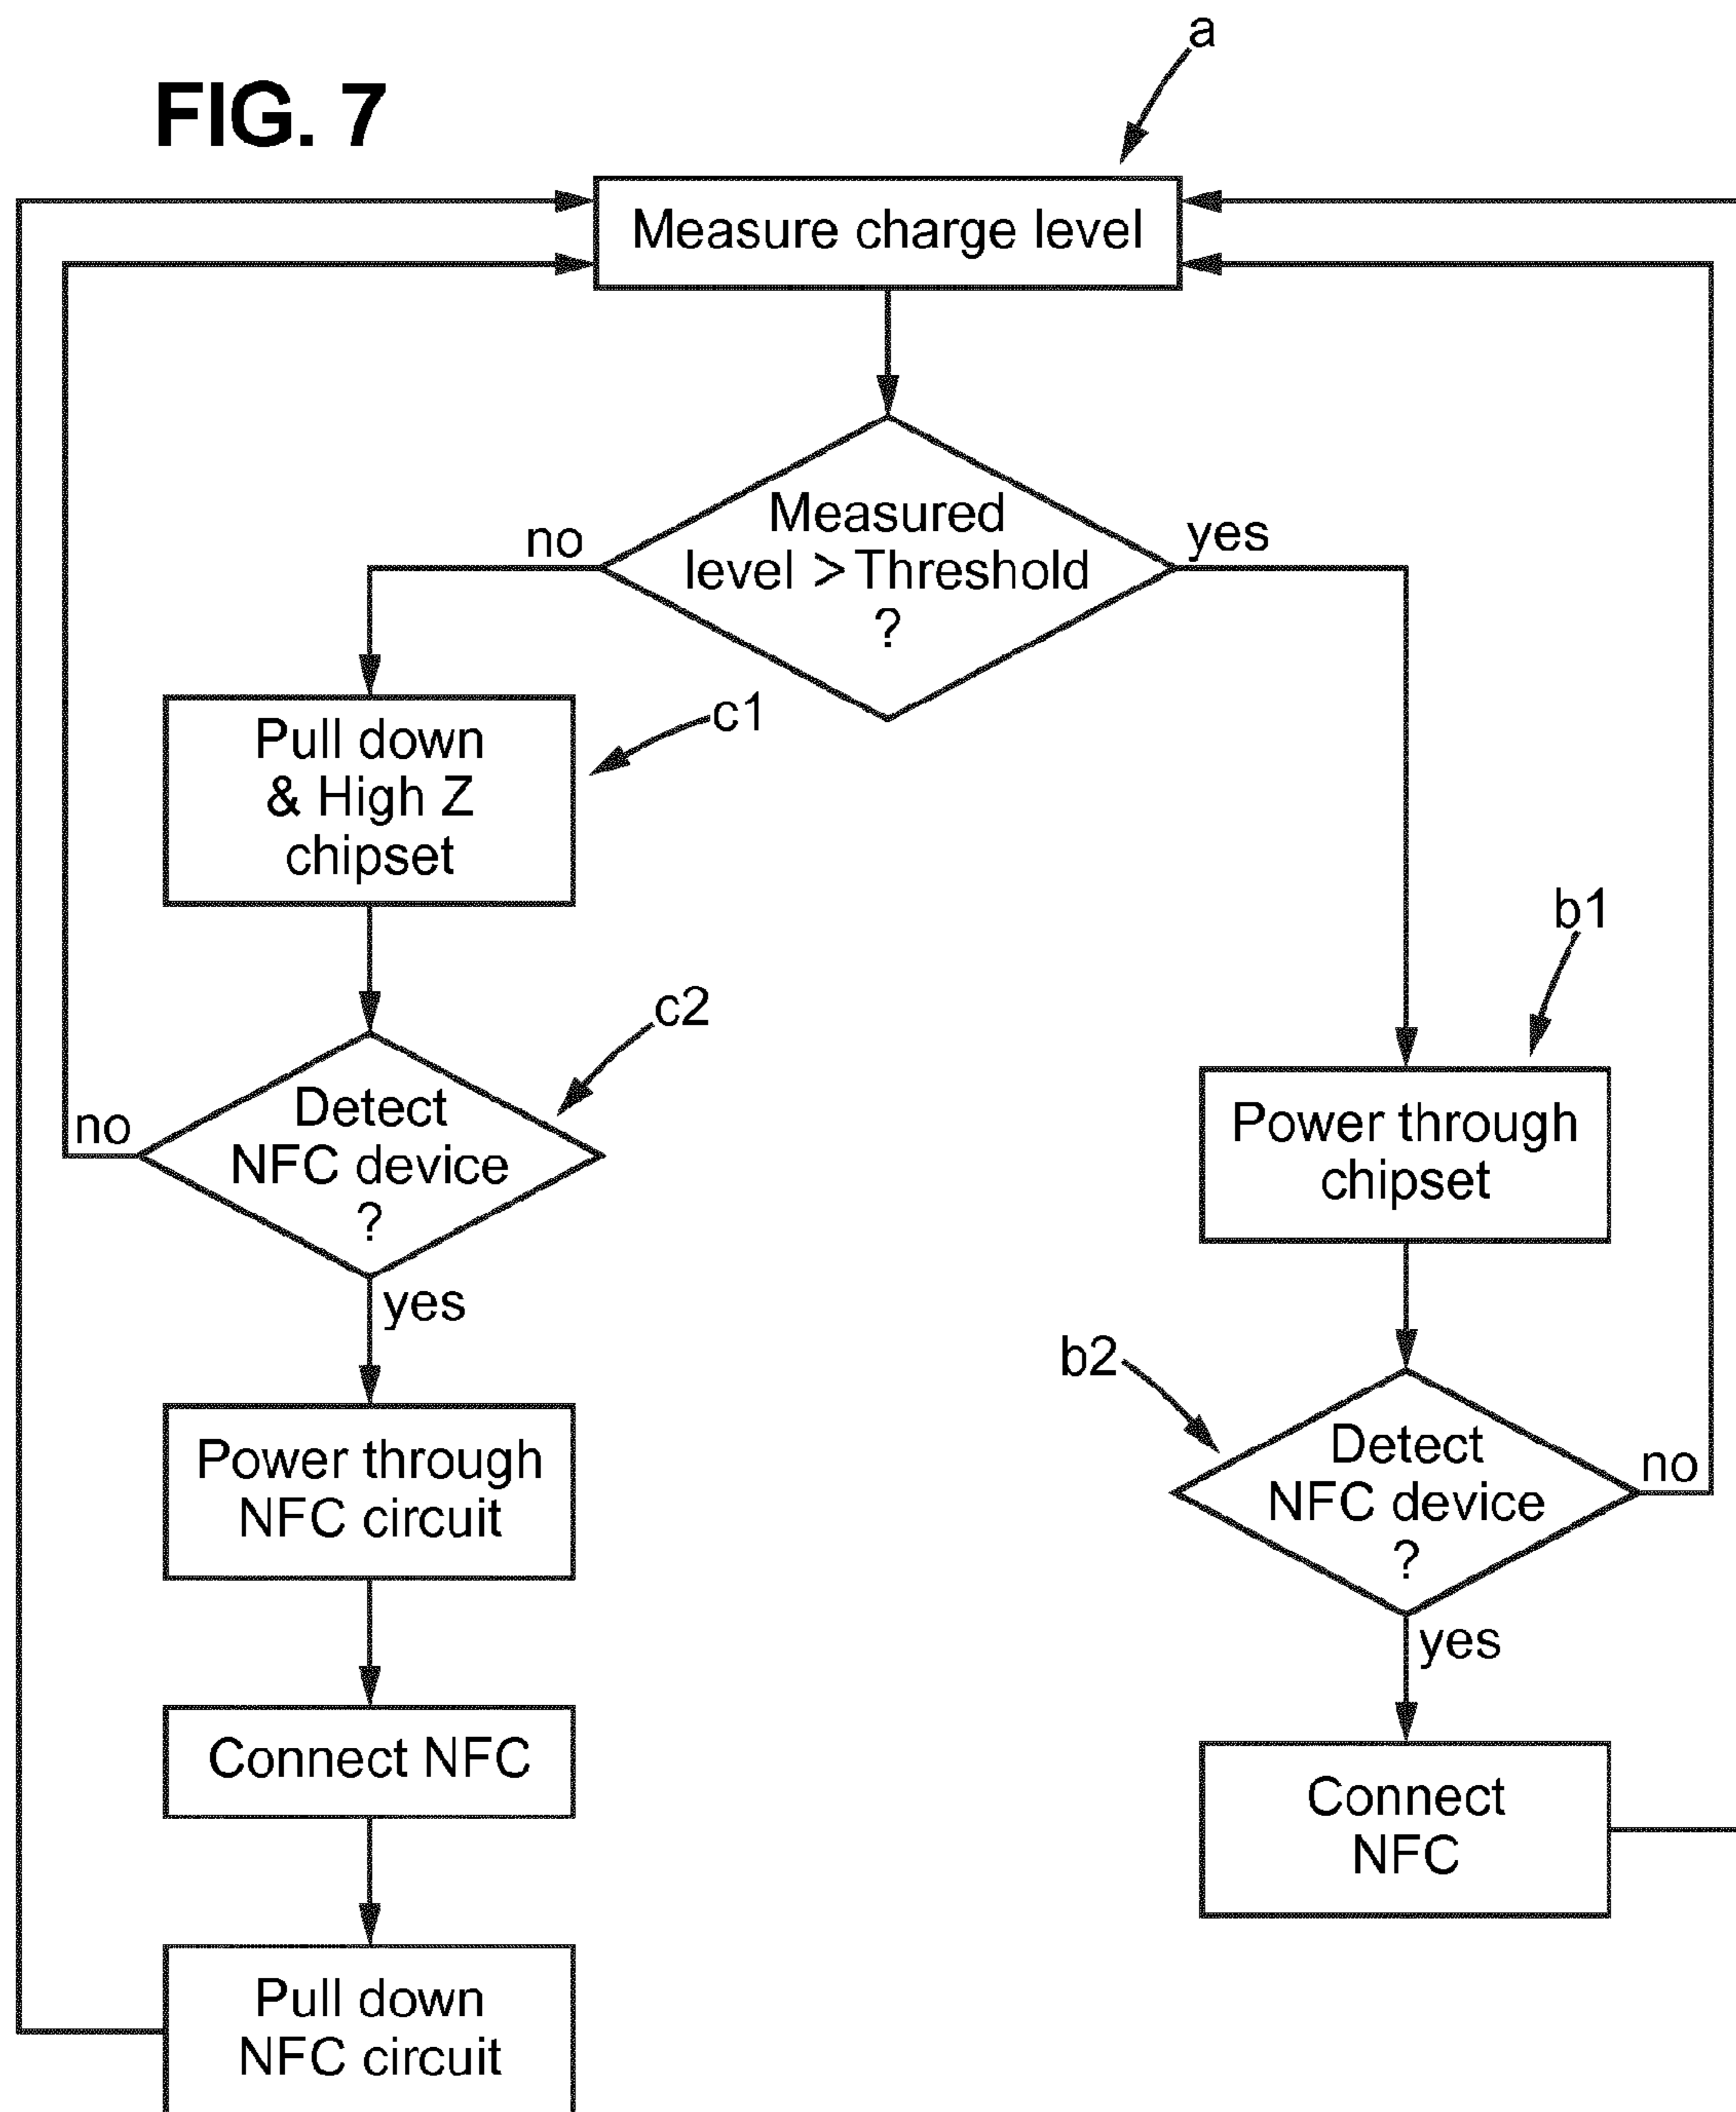 FIG. 7
a
Measure charge level
Measured
level > Threshold
?
no
yes
Pull down
& High Z
chipset
c1
b1
c2
Detect
NFC device
?
no
yes
Power through
chipset
b2
Detect
NFC device
?
no
yes
Power through
NFC circuit
Connect NFC
Connect
NFC
Pull down
NFC circuit